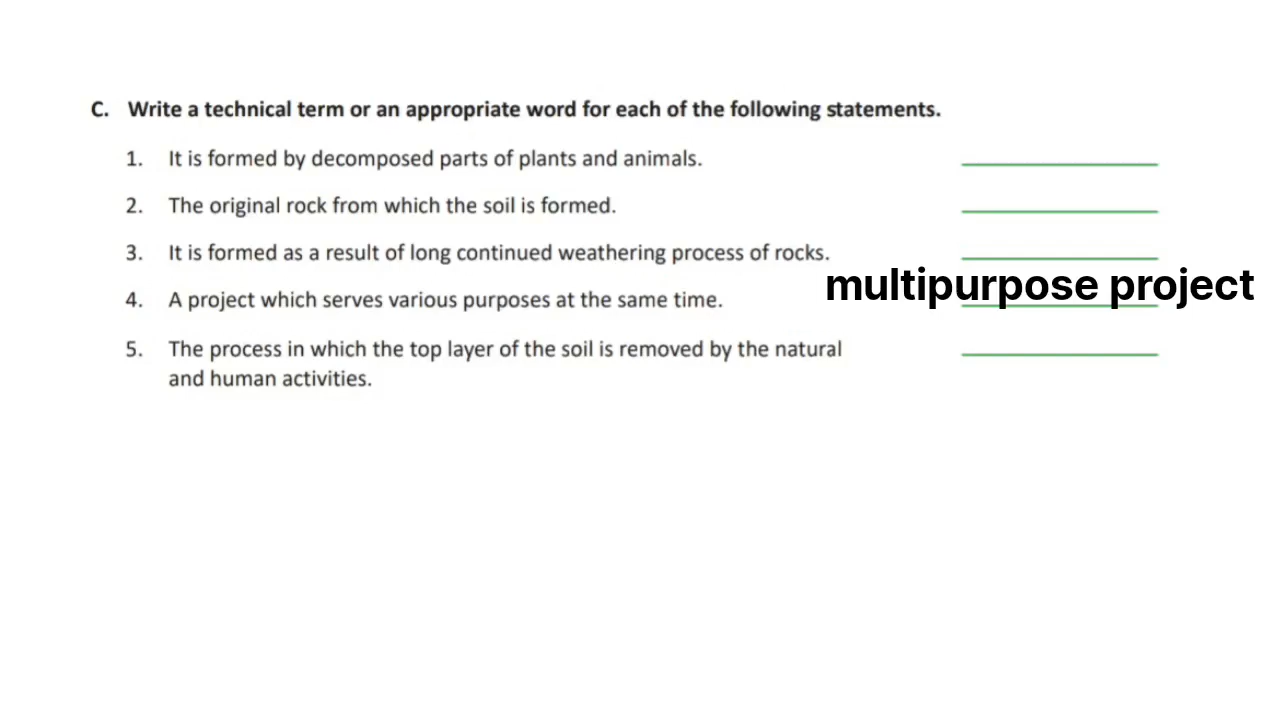 C. Write a technical term or an appropriate word for each of the following statements.
1. It is formed by decomposed parts of plants and animals.
2. The original rock from which the soil is formed.
3. It is formed as a result of long continued weathering process of rocks.
4. A project which serves various purposes at the same time. multipurpose project
5. The process in which the top layer of the soil is removed by the natural
and human activities.